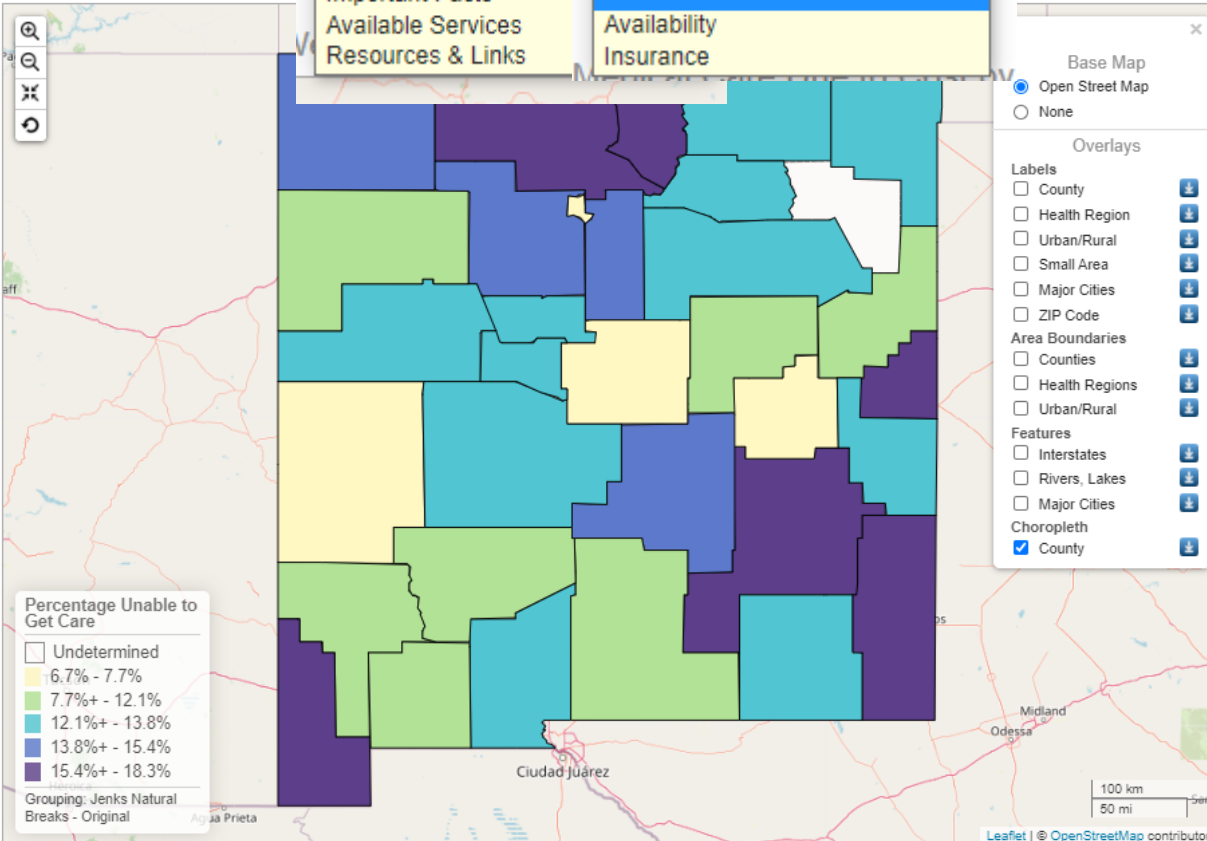 Important Facts
Available Services
Resources & Links
Availability
Insurance
Base Map
Open Street Map
None
Overlays
Labels
County
Health Region
Urban/Rural
Small Area
Major Cities
ZIP Code
Area Boundaries
Counties
Health Regions
Urban/Rural
Features
Interstates
Rivers, Lakes
Major Cities
Choropleth
County
Percentage Unable to
Get Care
Undetermined
6.7% - 7.7%
7.7%+ - 12.1%
12.1%+ - 13.8%
13.8%+ - 15.4%
15.4%+ - 18.3%
Grouping: Jenks Natural
Breaks - Original
Agua Prieta
Ciudad Juárez
Midland
Odessa
100 km
50 mi
Leaflet | © OpenStreetMap contributor